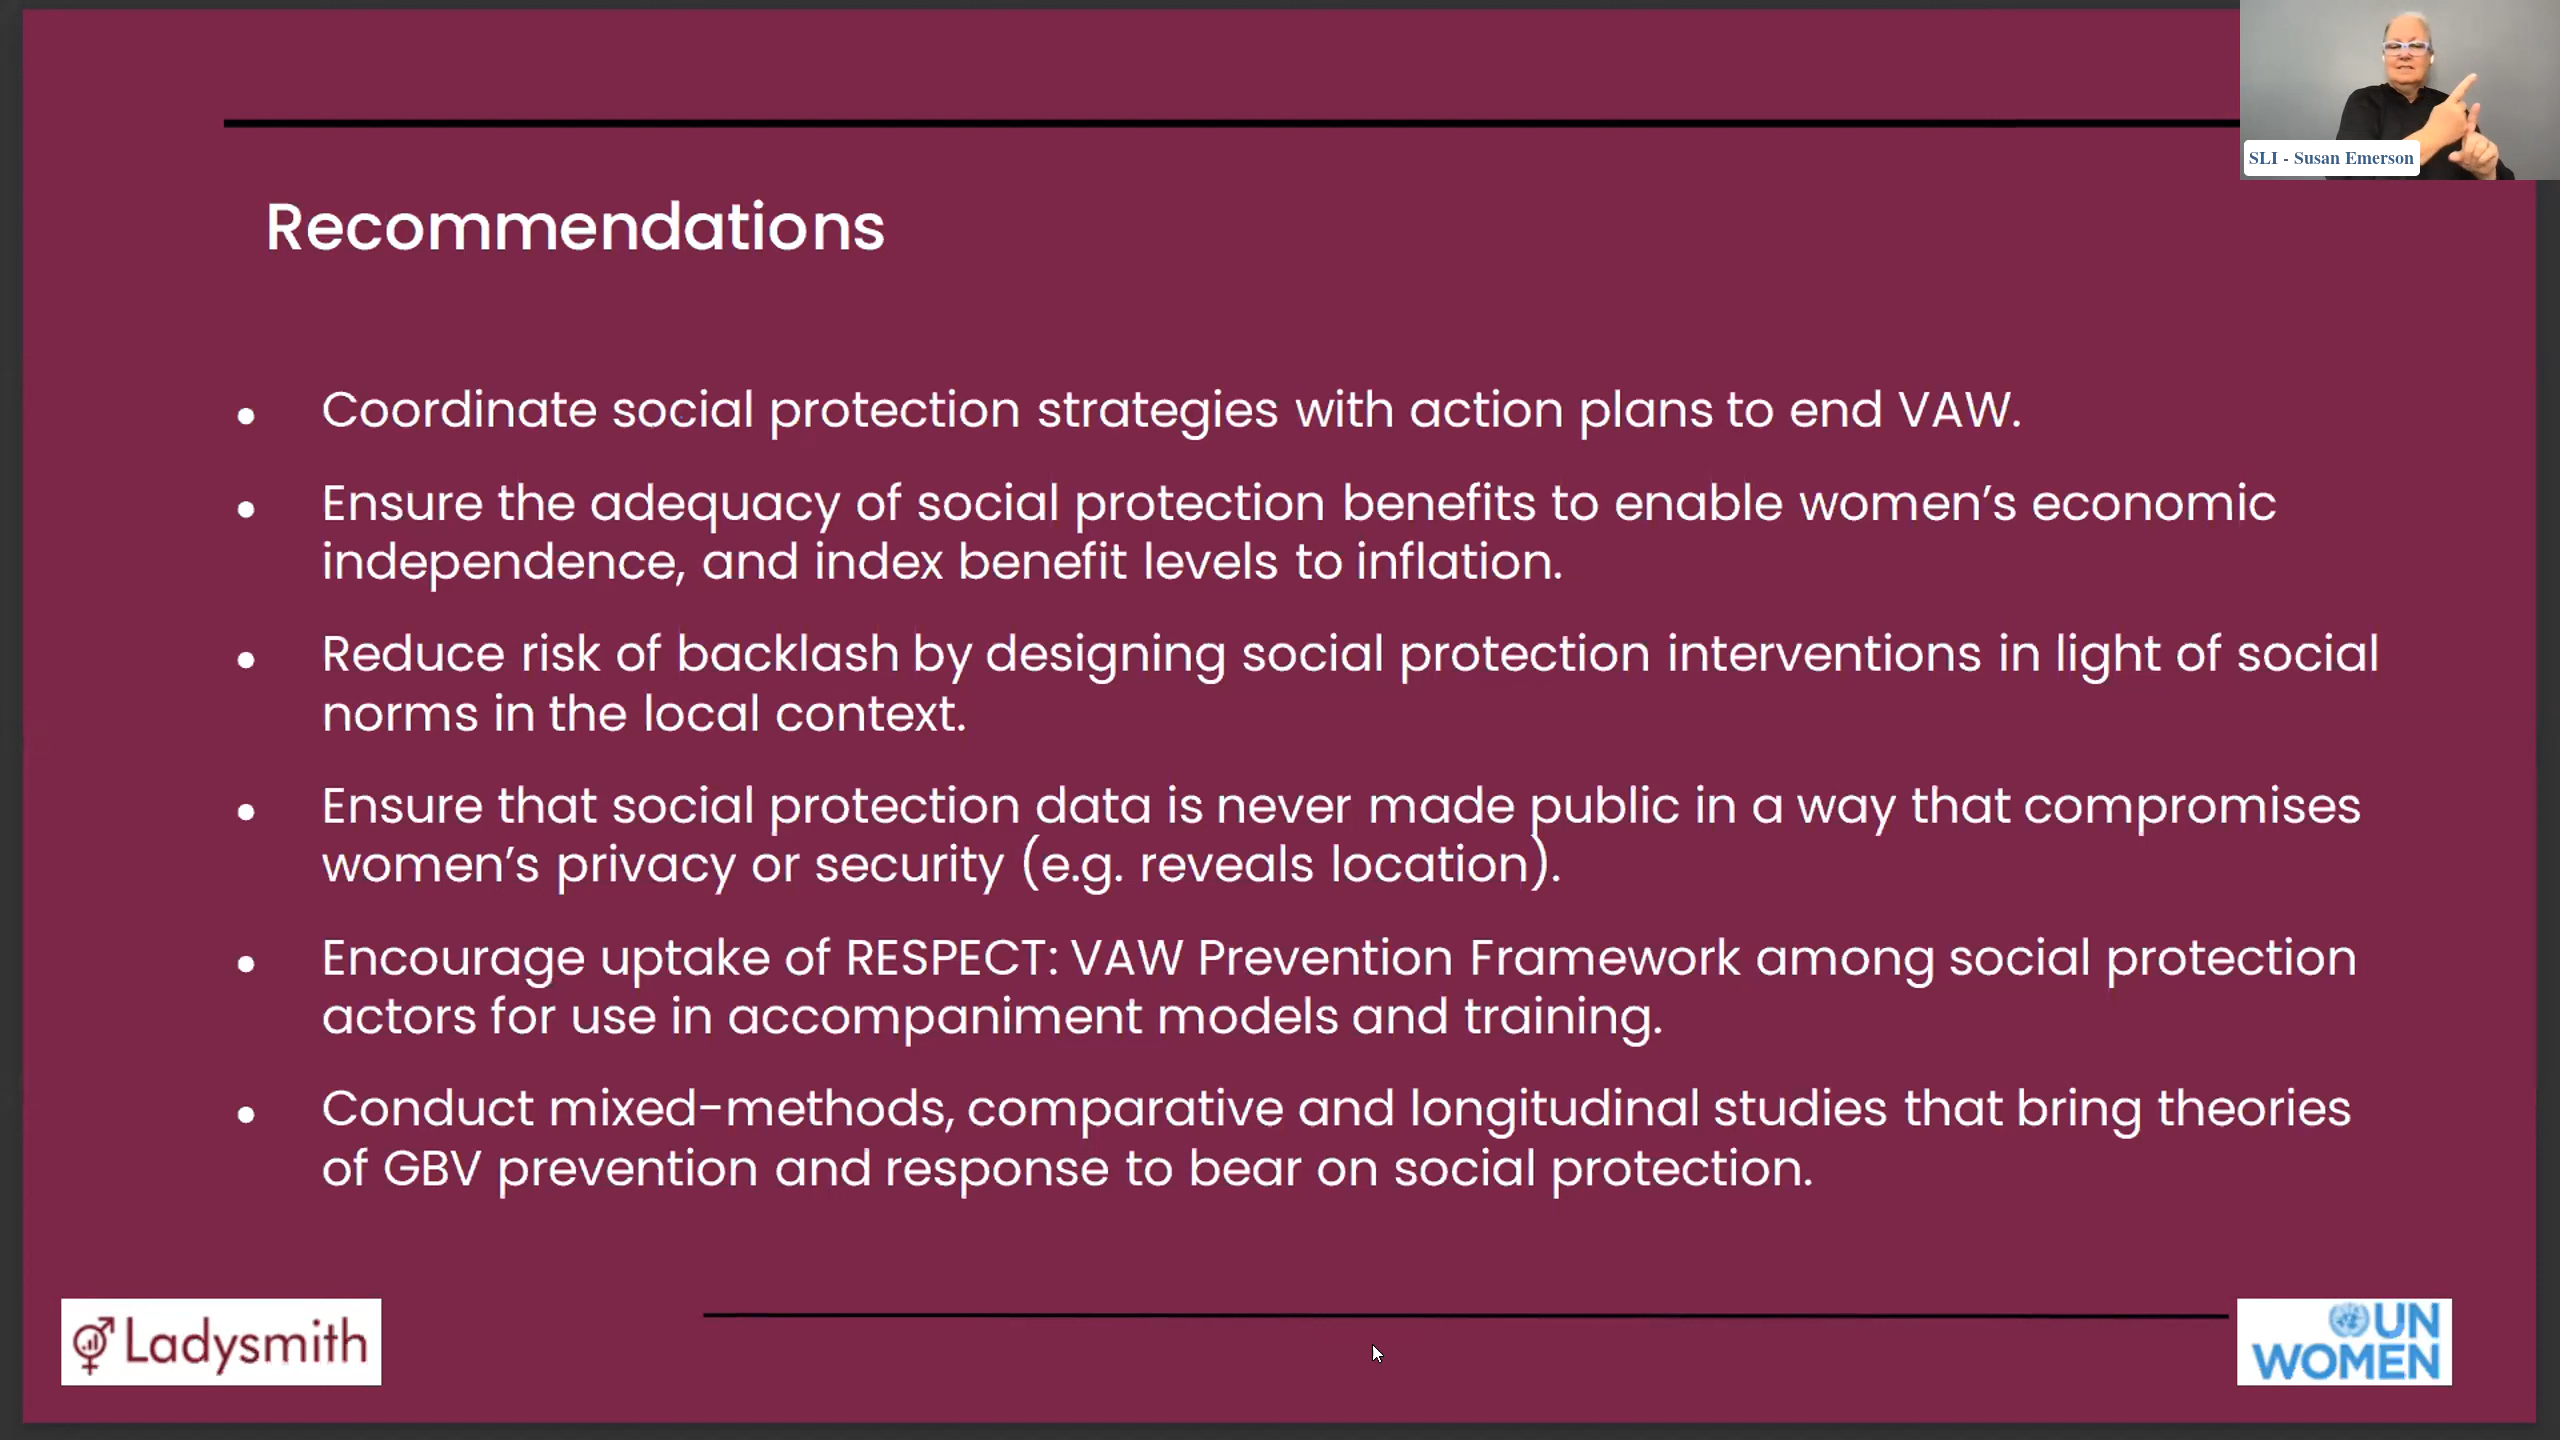 SLI - Susan Emerson
Recommendations
Coordinate social protection strategies with action plans to end VAW.
Ensure the adequacy of social protection benefits to enable women’s economic
independence, and index benefit levels to inflation.
Reduce risk of backlash by designing social protection interventions in light of social
norms in the local context.
Ensure that social protection data is never made public in a way that compromises
women’s privacy or security (e.g. reveals location).
Encourage uptake of RESPECT: VAW Prevention Framework among social protection
actors for use in accompaniment models and training.
Conduct mixed-methods, comparative and longitudinal studies that bring theories
of GBV prevention and response to bear on social protection.
Ladysmith
UN
WOMEN